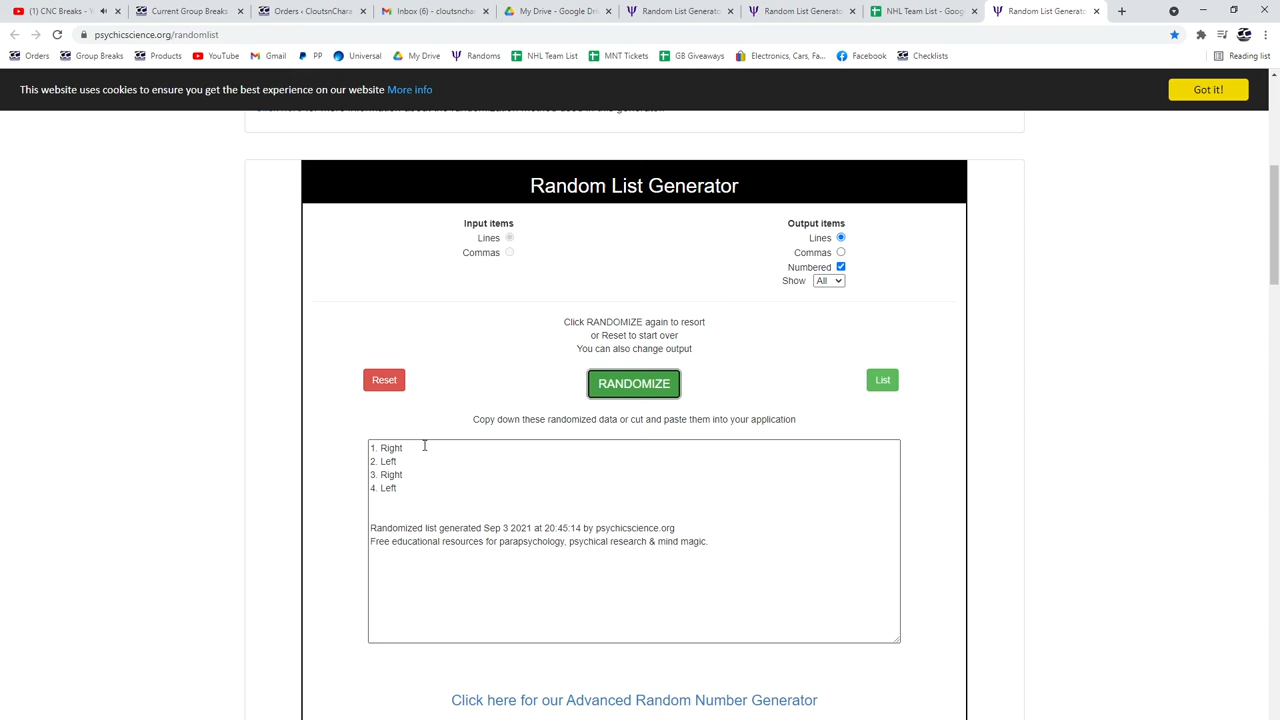 (1) CNC Breaks - Y
Current Group Breaks
Orders < CloutsnChara
Inbox (6) - cloutsnchar
My Drive - Google Dri
Random List Generato
Random List Generato
NHL Team List - Goog
Random List Generato
psychicscience.org/randomlist
Orders
Group Breaks
Products
YouTube
Gmail
PP
Universal
My Drive
Randoms
NHL Team List
MNT Tickets
GB Giveaways
Electronics, Cars, Fa...
Facebook
Checklists
Reading list
This website uses cookies to ensure you get the best experience on our website More info
Got it!
Random List Generator
Input items
Lines
Commas
Output items
Lines
Commas
Numbered
Show All
Click RANDOMIZE again to resort
or Reset to start over
You can also change output
Reset
RANDOMIZE
List
Copy down these randomized data or cut and paste them into your application
1. Right
2. Left
3. Right
4. Left
Randomized list generated Sep 3 2021 at 20:45:14 by psychicscience.org
Free educational resources for parapsychology, psychical research & mind magic.
Click here for our Advanced Random Number Generator